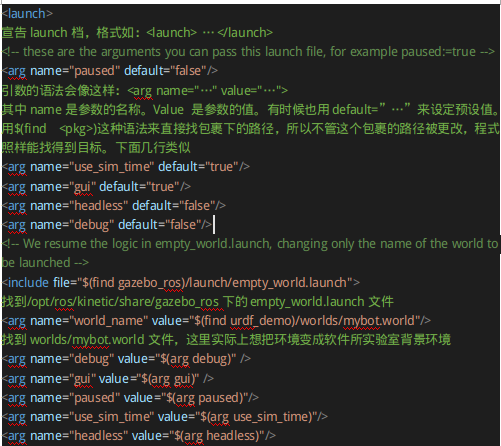 <launch>
宣告 launch 档，格式如：<launch> … </launch>
<!-- these are the arguments you can pass this launch file, for example paused:=true -->
<arg name="paused" default="false"/>
引数的语法会像这样：<arg name="…" value="…">
其中 name 是参数的名称。Value 是参数的值。有时候也用 default=”…”来设定预设值。
用$(find <pkg>)这种语法来直接找包裹下的路径，所以不管这个包裹的路径被更改，程式
照样能找得到目标。下面几行类似
<arg name="use_sim_time" default="true"/>
<arg name="gui" default="true"/>
<arg name="headless" default="false"/>
<arg name="debug" default="false"/>
<!-- We resume the logic in empty_world.launch, changing only the name of the world to
be launched -->
<include file="$(find gazebo_ros)/launch/empty_world.launch">
找到/opt/ros/kinetic/share/gazebo_ros 下的 empty_world.launch 文件
<arg name="world_name" value="$(find urdf_demo)/worlds/mybot.world"/>
找到 worlds/mybot.world 文件，这里实际上想把环境变成软件所实验室背景环境
<arg name="debug" value="$(arg debug)" />
<arg name="gui" value="$(arg gui)" />
<arg name="paused" value="$(arg paused)"/>
<arg name="use_sim_time" value="$(arg use_sim_time)"/>
<arg name="headless" value="$(arg headless)"/>